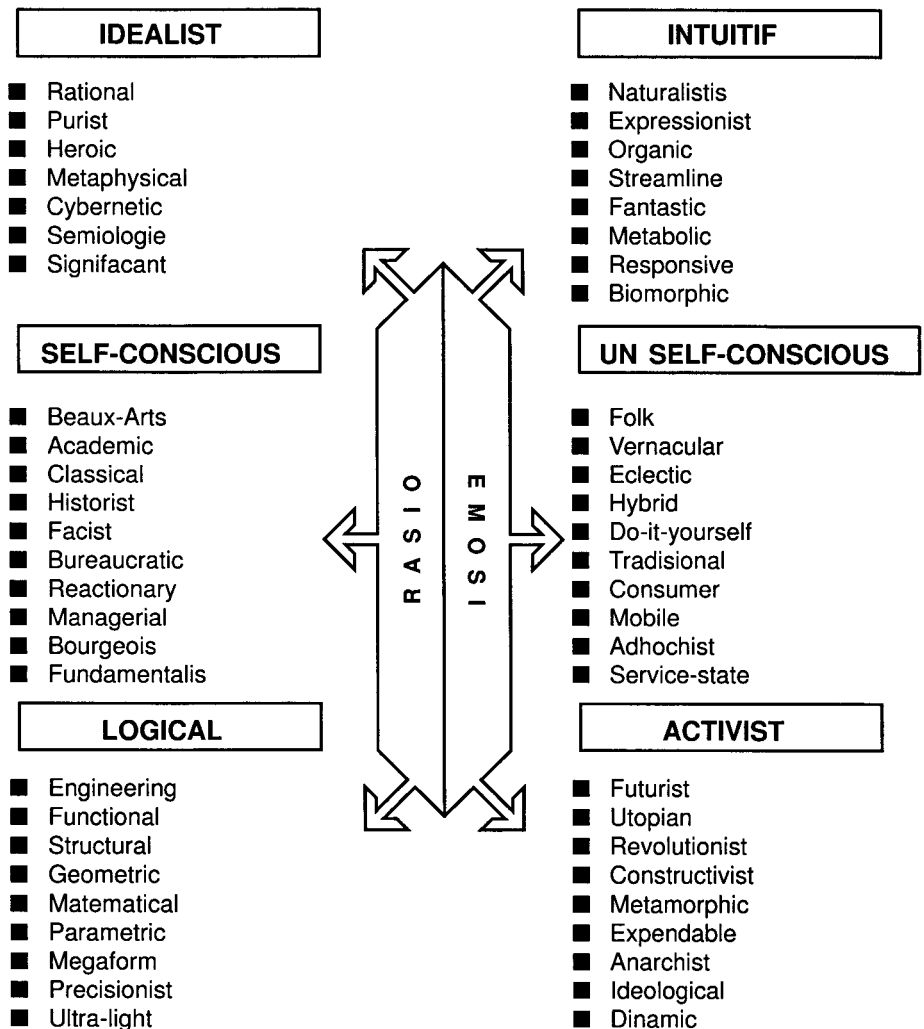 IDEALIST
Rational
Purist
Heroic
Metaphysical
Cybernetic
Semiologie
Signifacant
INTUITIF
Naturalistis
Expressionist
Organic
Streamline
Fantastic
Metabolic
Responsive
Biomorphic
SELF-CONSCIOUS
Beaux-Arts
Academic
Classical
Historist
Facist
Bureaucratic
Reactionary
Managerial
Bourgeois
Fundamentalis
RASIO
EMOSI
UN SELF-CONSCIOUS
Folk
Vernacular
Eclectic
Hybrid
Do-it-yourself
Tradisional
Consumer
Mobile
Adhochist
Service-state
LOGICAL
Engineering
Functional
Structural
Geometric
Matematical
Parametric
Megaform
Precisionist
Ultra-light
ACTIVIST
Futurist
Utopian
Revolutionist
Constructivist
Metamorphic
Expendable
Anarchist
Ideological
Dinamic